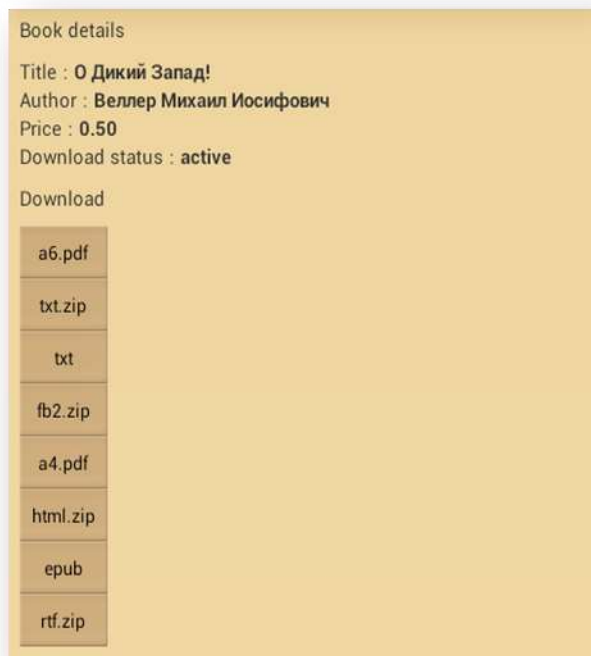 Book details
Title : О Дикий Запад!
Author : Веллер Михаил Иосифович
Price : 0.50
Download status : active
Download
a6.pdf
txt.zip
txt
fb2.zip
a4.pdf
html.zip
epub
rtf.zip